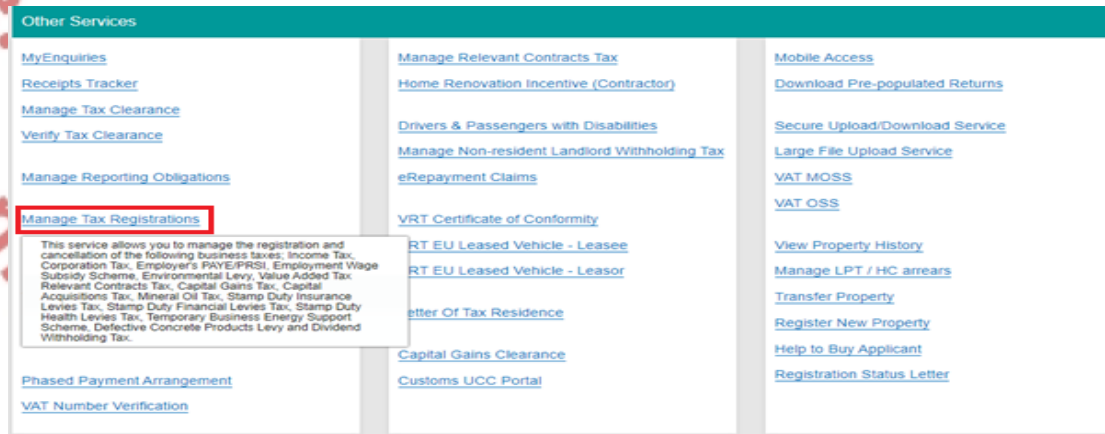 Other Services
MyEnquiries
Receipts Tracker
Manage Tax Clearance
Verify Tax Clearance
Manage Reporting Obligations
Manage Tax Registrations
This service allows you to manage the registration and
cancellation of the following business taxes; Income Tax,
Corporation Tax, Employer's PAYE/PRSI, Employment Wage
Subsidy Scheme, Environmental Levy, Value Added Tax
Relevant Contracts Tax, Capital Gains Tax, Capital
Acquisitions Tax, Mineral Oil Tax, Stamp Duty Insurance
Levies Tax, Stamp Duty Financial Levies Tax, Stamp Duty
Health Levies Tax, Temporary Business Energy Support
Scheme, Defective Concrete Products Levy and Dividend
Withholding Tax.
Phased Payment Arrangement
VAT Number Verification
Manage Relevant Contracts Tax
Home Renovation Incentive (Contractor)
Drivers & Passengers with Disabilities
Manage Non-resident Landlord Withholding Tax
eRepayment Claims
VRT Certificate of Conformity
RT EU Leased Vehicle - Leasee
RT EU Leased Vehicle - Leasor
etter Of Tax Residence
Capital Gains Clearance
Customs UCC Portal
Mobile Access
Download Pre-populated Returns
Secure Upload/Download Service
Large File Upload Service
VAT MOSS
VAT OSS
View Property History
Manage LPT / HC arrears
Transfer Property
Register New Property
Help to Buy Applicant
Registration Status Letter